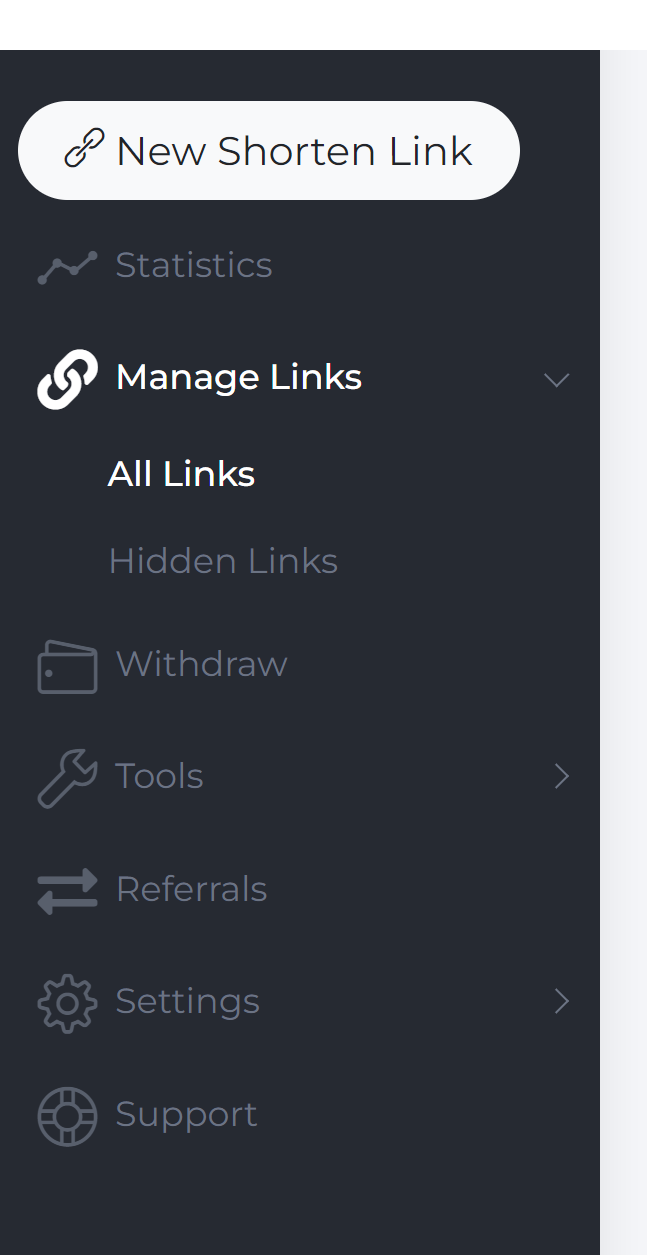 New Shorten Link
Statistics
Manage Links
All Links
Hidden Links
Withdraw
Tools
Referrals
Settings
Support